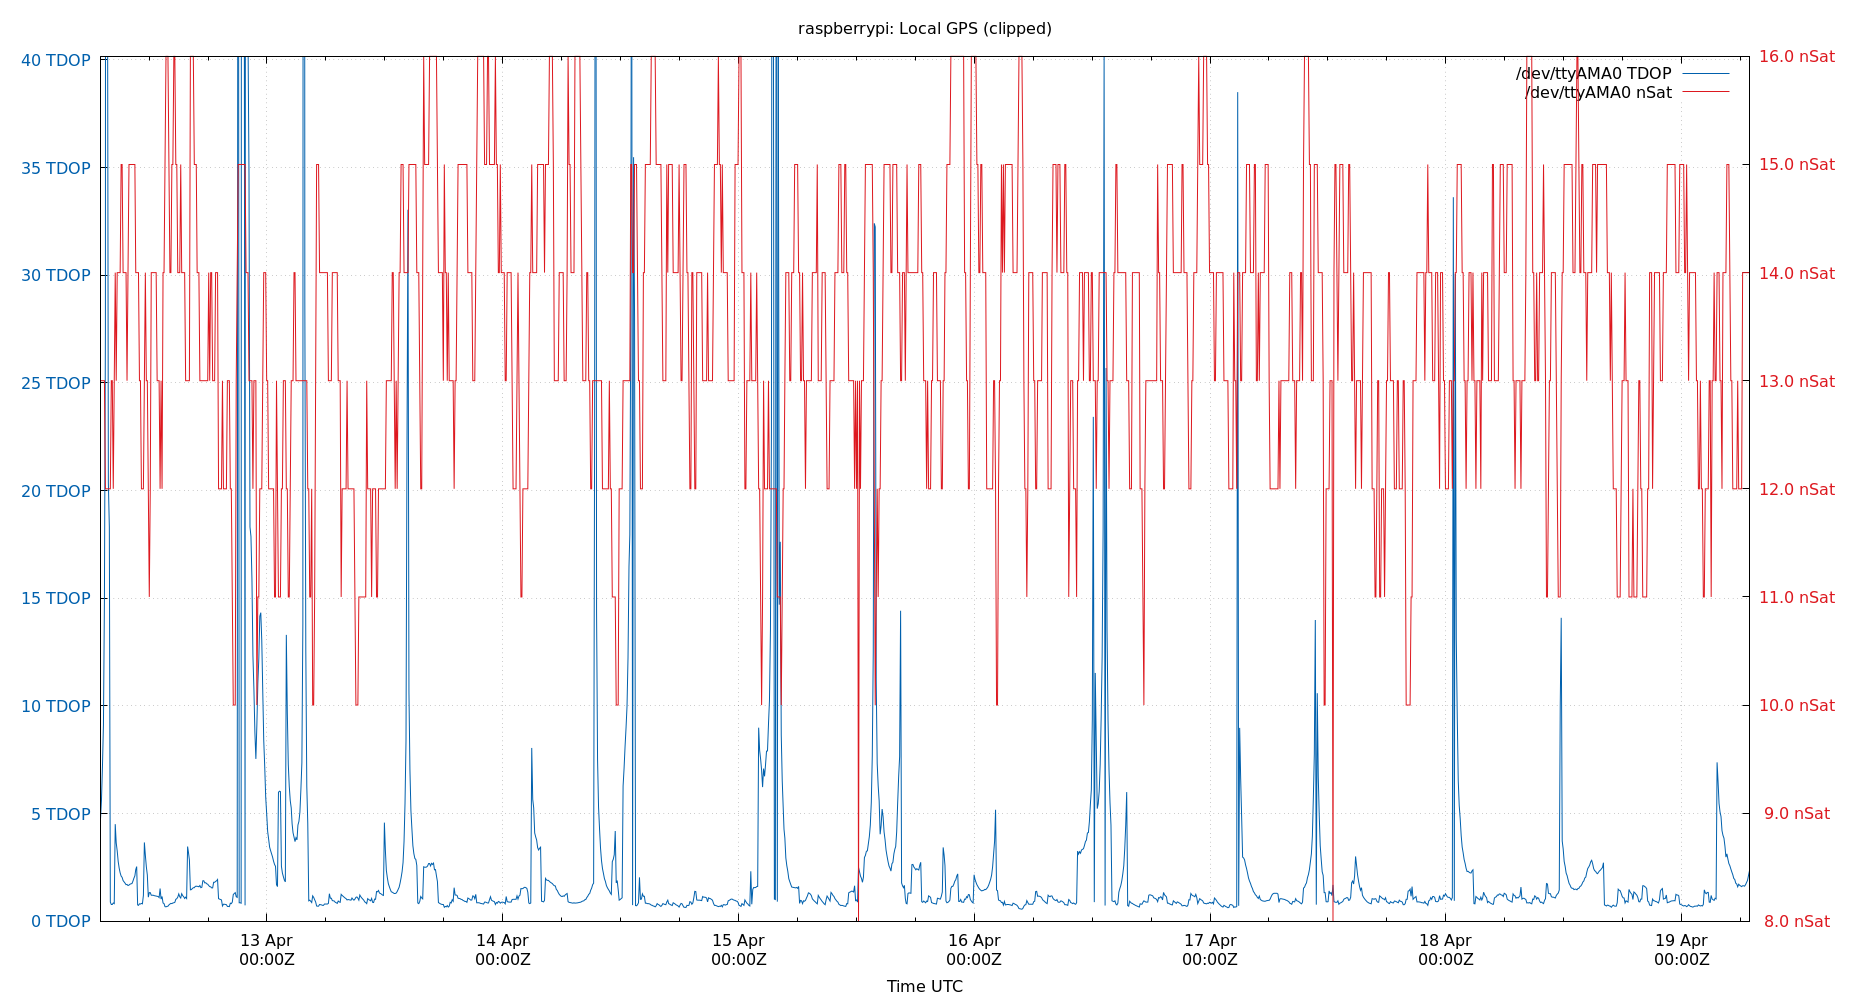 raspberrypi: Local GPS (clipped)
40 TDOP
35 TDOP
30 TDOP
25 TDOP
20 TDOP
15 TDOP
10 TDOP
5 TDOP
0 TDOP
16.0 nSat
15.0 nSat
14.0 nSat
13.0 nSat
12.0 nSat
11.0 nSat
10.0 nSat
9.0 nSat
8.0 nSat
/dev/ttyAMA0 TDOP
/dev/ttyAMA0 nSat
13 Apr
00:00Z
14 Apr
00:00Z
15 Apr
00:00Z
16 Apr
00:00Z
17 Apr
00:00Z
18 Apr
00:00Z
19 Apr
00:00Z
Time UTC